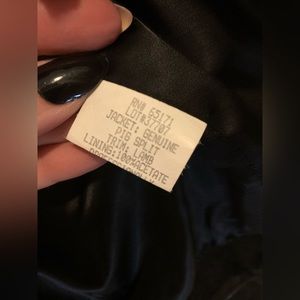 RN# 65171
LOT#37707
JACKET: GENUINE
PIG SPLIT
TRIM: LAMB
LINING:100%ACETATE